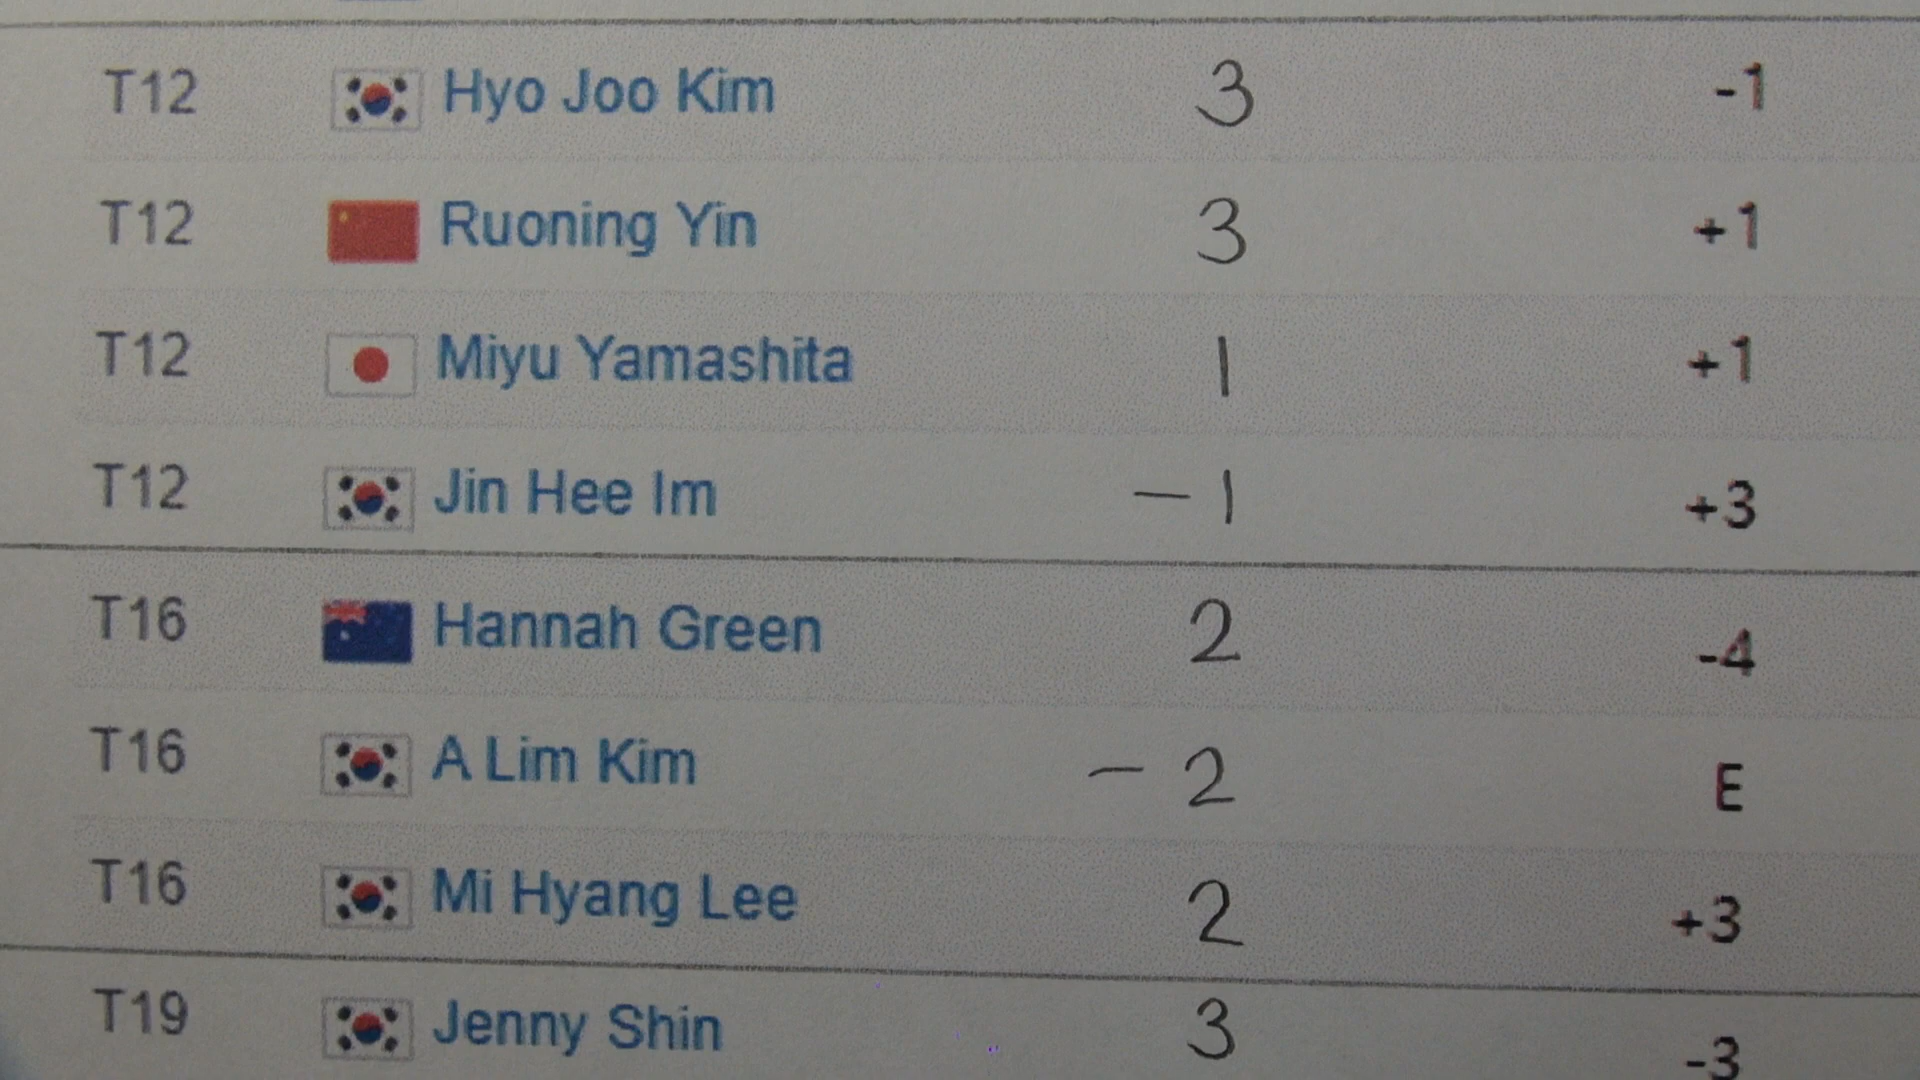 T12 Hyo Joo Kim 3 -1
T12 Ruoning Yin 3 +1
T12 Miyu Yamashita 1 +1
T12 Jin Hee Im -1 +3
T16 Hannah Green 2 -4
T16 A Lim Kim -2 E
T16 Mi Hyang Lee 2 +3
T19 Jenny Shin 3 -3